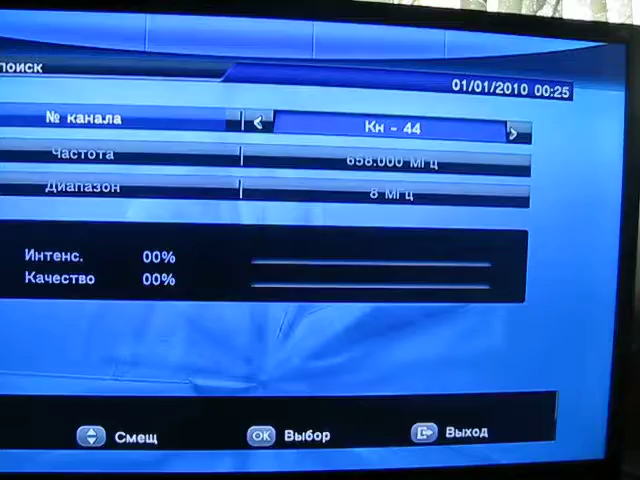 поиск
01/01/2010 00:25
№ канала Кн - 44
Частота 658.000 МГц
Диапазон 8 МГц
Интенс. 00%
Качество 00%
Смещ OK Выбор Выход